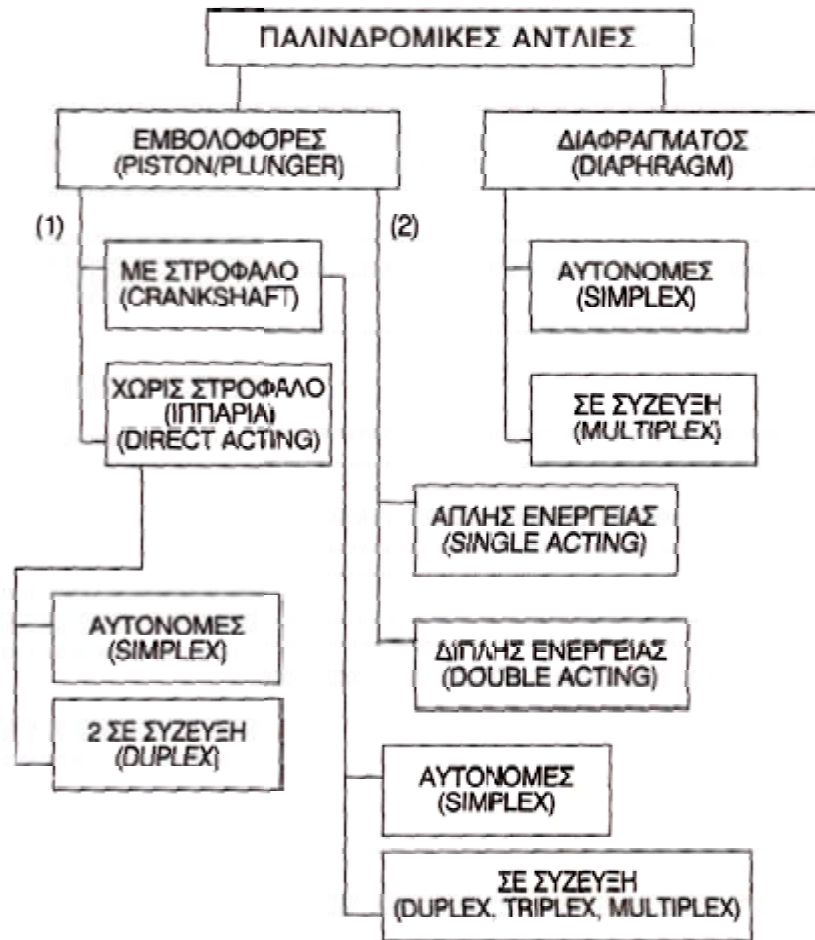 ΠΑΛΙΝΔΡΟΜΙΚΕΣ ΑΝΤΛΙΕΣ
ΕΜΒΟΛΟΦΟΡΕΣ
(PISTON/PLUNGER)
ΔΙΑΦΡΑΓΜΑΤΟΣ
(DIAPHRAGM)
(1)
(2)
ΜΕ ΣΤΡΟΦΑΛΟ
(CRANKSHAFT)
ΑΥΤΟΝΟΜΕΣ
(SIMPLEX)
ΧΩΡΙΣ ΣΤΡΟΦΑΛΟ
(ΙΠΠΑΡΙΑ)
(DIRECT ACTING)
ΣΕ ΣΥΖΕΥΞΗ
(MULTIPLEX)
ΑΠΛΗΣ ΕΝΕΡΓΕΙΑΣ
(SINGLE ACTING)
ΑΥΤΟΝΟΜΕΣ
(SIMPLEX)
ΔΙΠΛΗΣ ΕΝΕΡΓΕΙΑΣ
(DOUBLE ACTING)
2 ΣΕ ΣΥΖΕΥΞΗ
(DUPLEX)
ΑΥΤΟΝΟΜΕΣ
(SIMPLEX)
ΣΕ ΣΥΖΕΥΞΗ
(DUPLEX, TRIPLEX, MULTIPLEX)